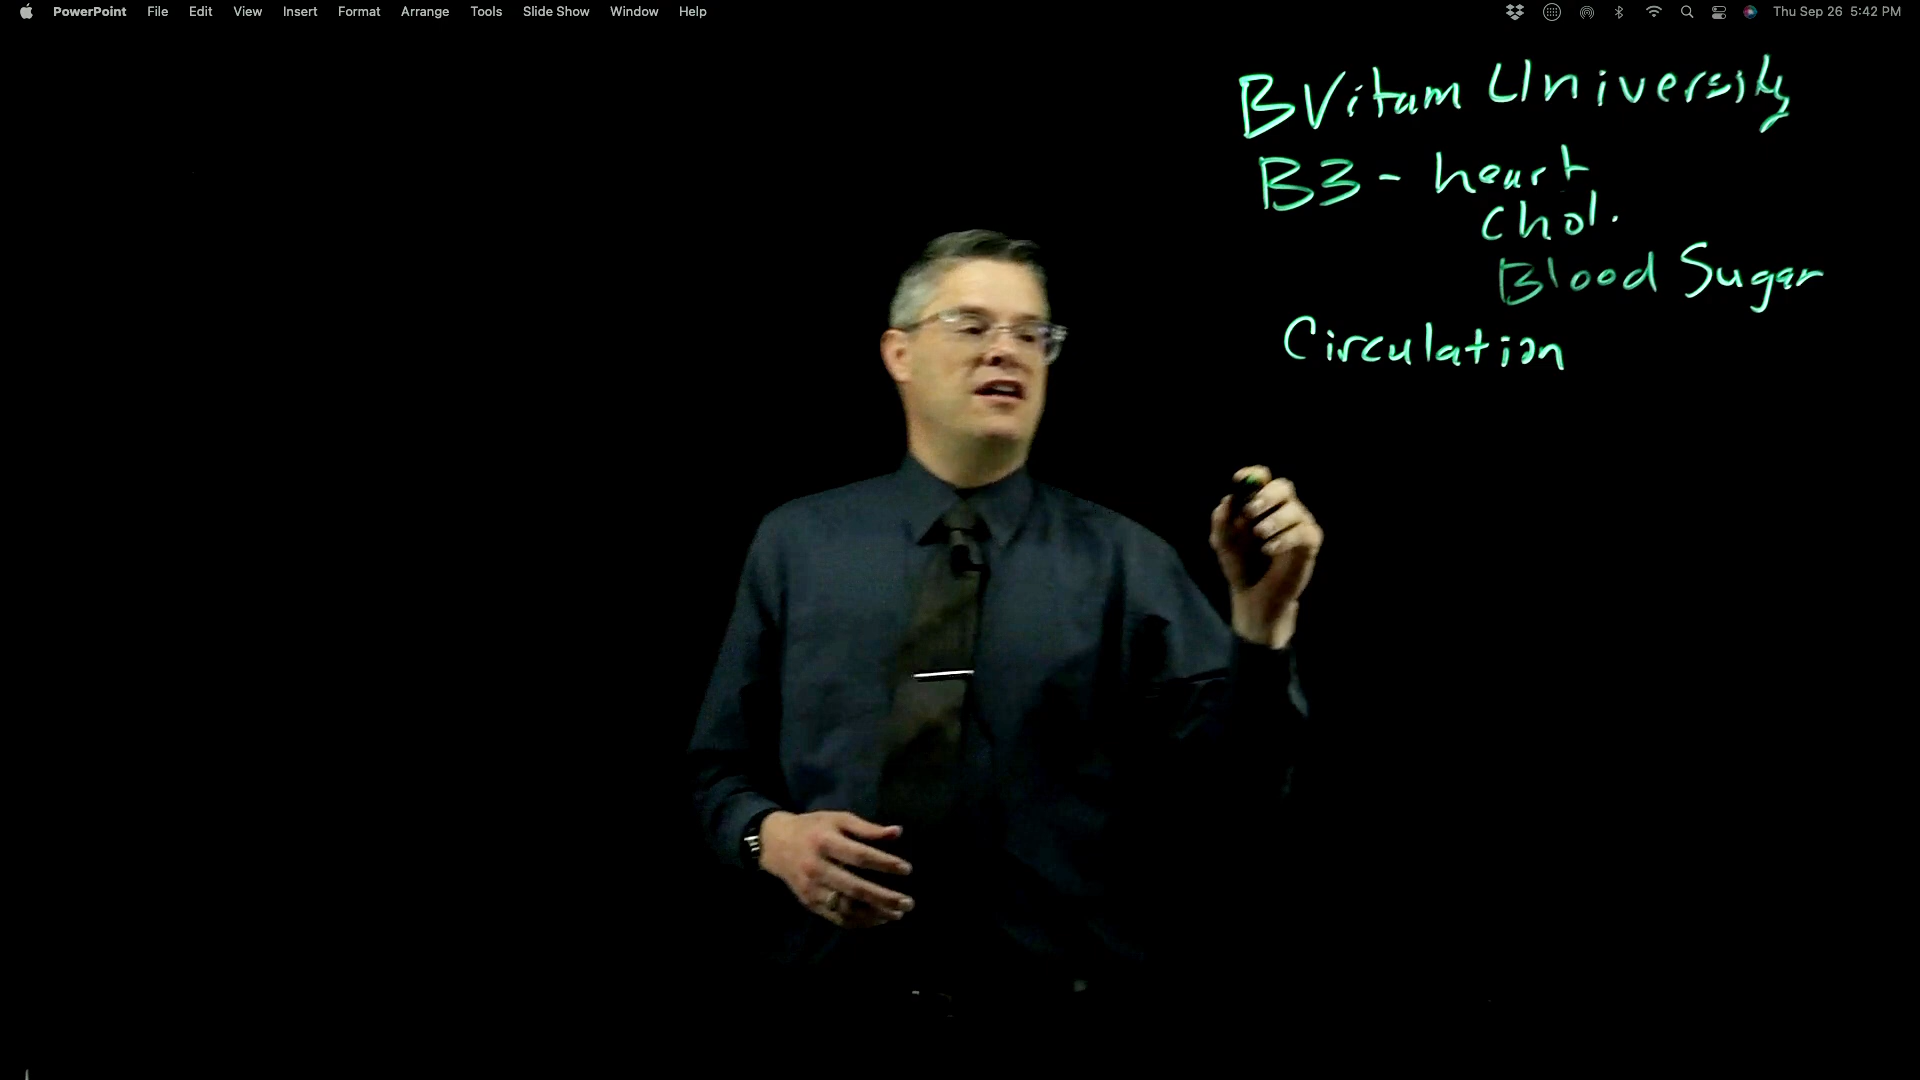 PowerPoint File Edit View Insert Format Arrange Tools Slide Show Window Help Thu Sep 26 5:42 PM
BVitam University
B3 - heart
Chol.
Blood Sugar
Circulation